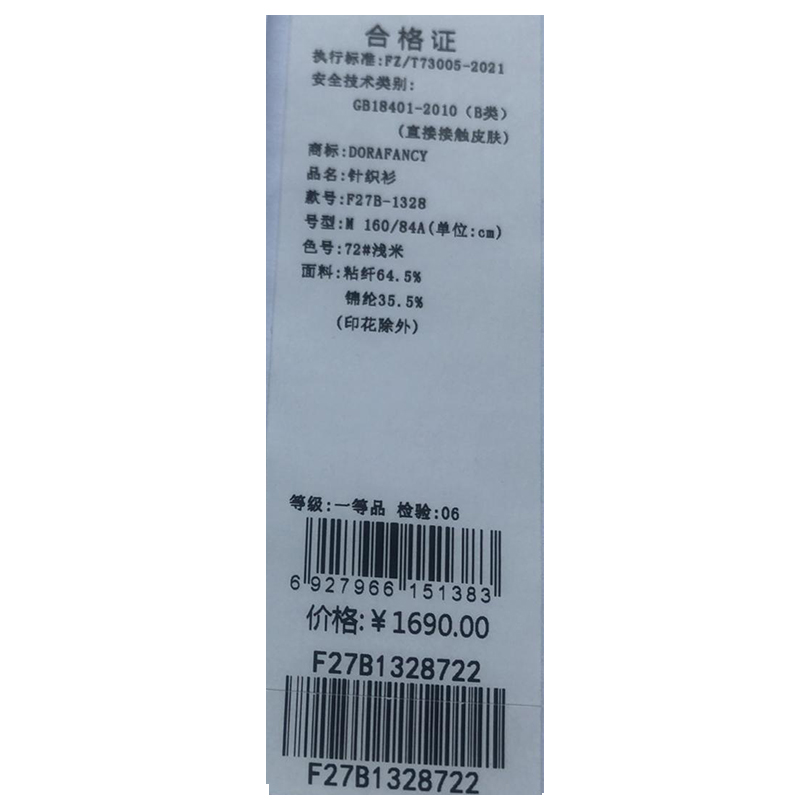 合格证
执行标准:FZ/T73005-2021
安全技术类别:
GB18401-2010（B类）
(直接接触皮肤)
商标:DORAFANCY
品名:针织衫
款号:F27B-1328
号型:M 160/84A(单位:cm)
色号:72#浅米
面料:粘纤64.5%
锦纶35.5%
(印花除外)
等级:一等品 检验:06
6 927966 151383
价格:¥1690.00
F27B1328722
F27B1328722